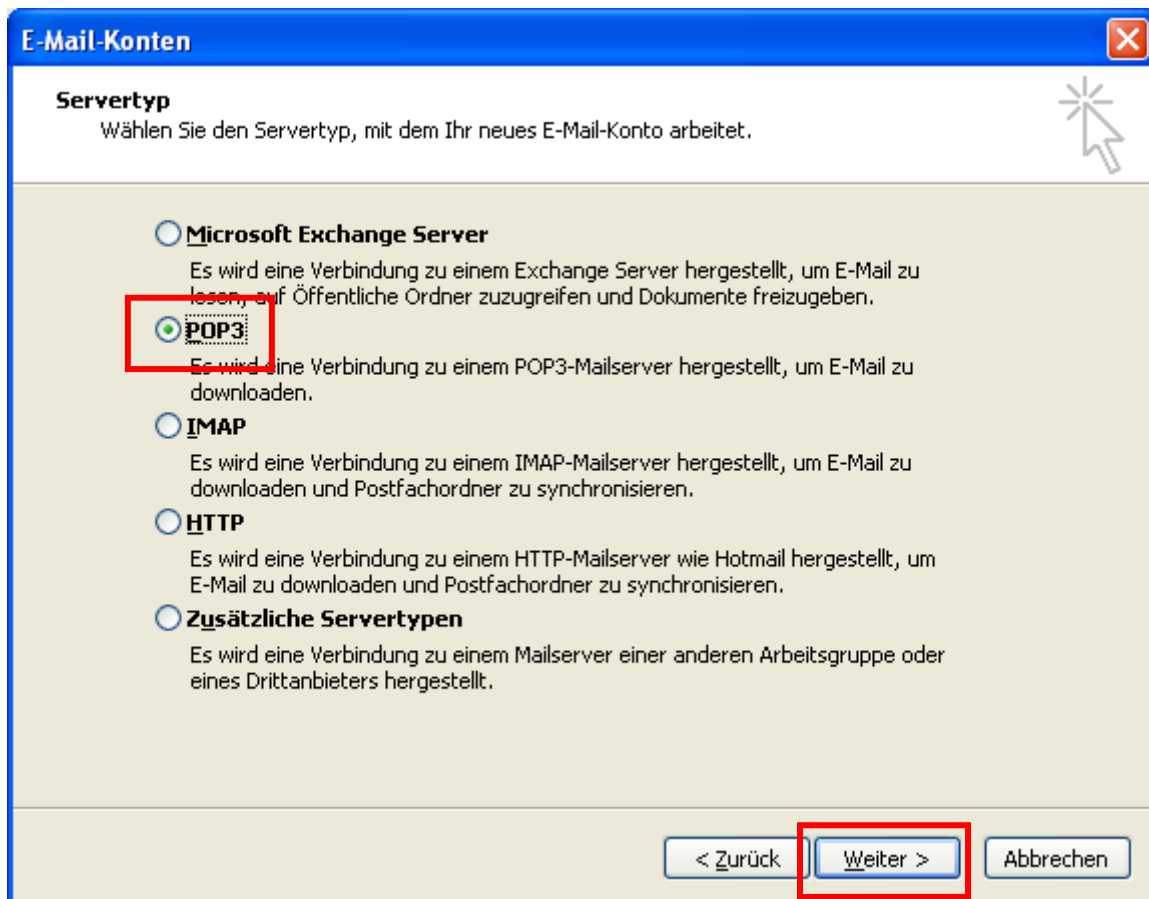 E-Mail-Konten
Servertyp
Wählen Sie den Servertyp, mit dem Ihr neues E-Mail-Konto arbeitet.
Microsoft Exchange Server
Es wird eine Verbindung zu einem Exchange Server hergestellt, um E-Mail zu
lesen, auf Öffentliche Ordner zuzugreifen und Dokumente freizugeben.
POP3
Es wird eine Verbindung zu einem POP3-Mailserver hergestellt, um E-Mail zu
downloaden.
IMAP
Es wird eine Verbindung zu einem IMAP-Mailserver hergestellt, um E-Mail zu
downloaden und Postfachordner zu synchronisieren.
HTTP
Es wird eine Verbindung zu einem HTTP-Mailserver wie Hotmail hergestellt, um
E-Mail zu downloaden und Postfachordner zu synchronisieren.
Zusätzliche Servertypen
Es wird eine Verbindung zu einem Mailserver einer anderen Arbeitsgruppe oder
eines Drittanbieters hergestellt.
< Zurück Weiter > Abbrechen